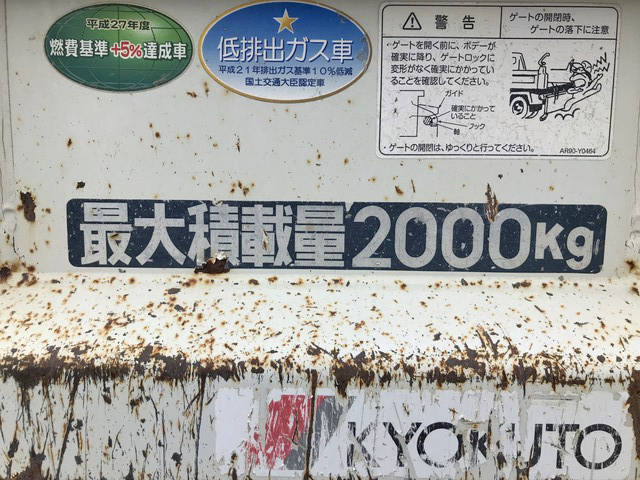 平成27年度
燃費基準+5%達成車
低排出ガス車
平成21年排出ガス基準10%低減
国土交通大臣認定車
警告
ゲートの開閉時、
ゲートの落下に注意
ゲートを開く前に、ボデーが
確実に降り、ゲートロックに
変形がなく確実にかかっている
ことを確認してください。
ガイド
確実にかかって
いること
フック
軸
・ゲートの開閉は、ゆっくりと行ってください。
AR90-Y0464
最大積載量2000Kg
KYOKUTO